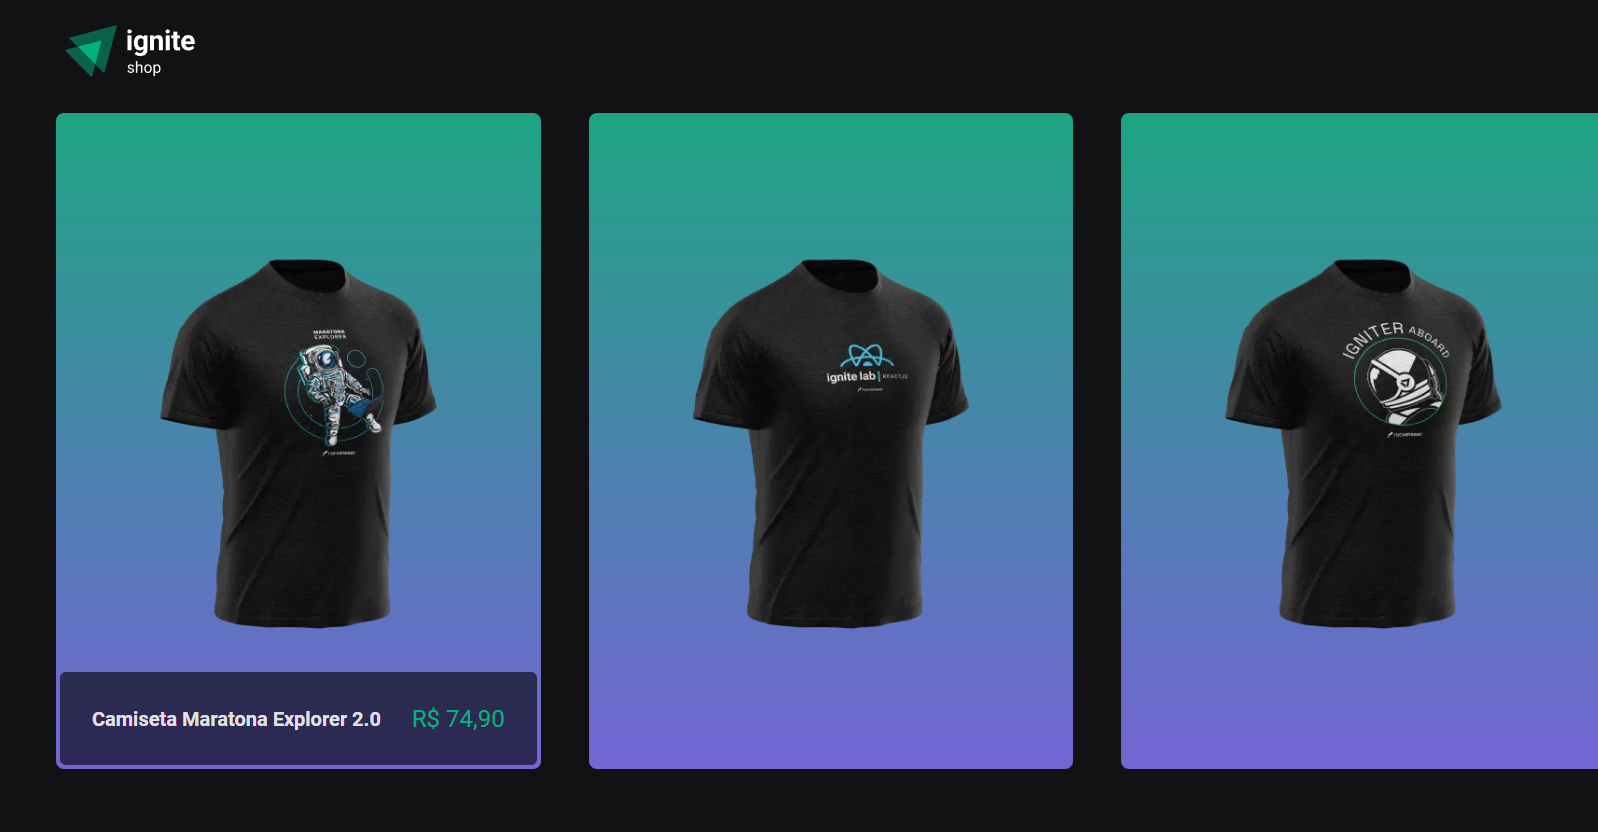 ignite
shop
MARATONA
EXPLORER
rocketseat
ignite lab | REACTJS
rocketseat
IGNITER ABOARD
rocketseat
Camiseta Maratona Explorer 2.0 R$ 74,90